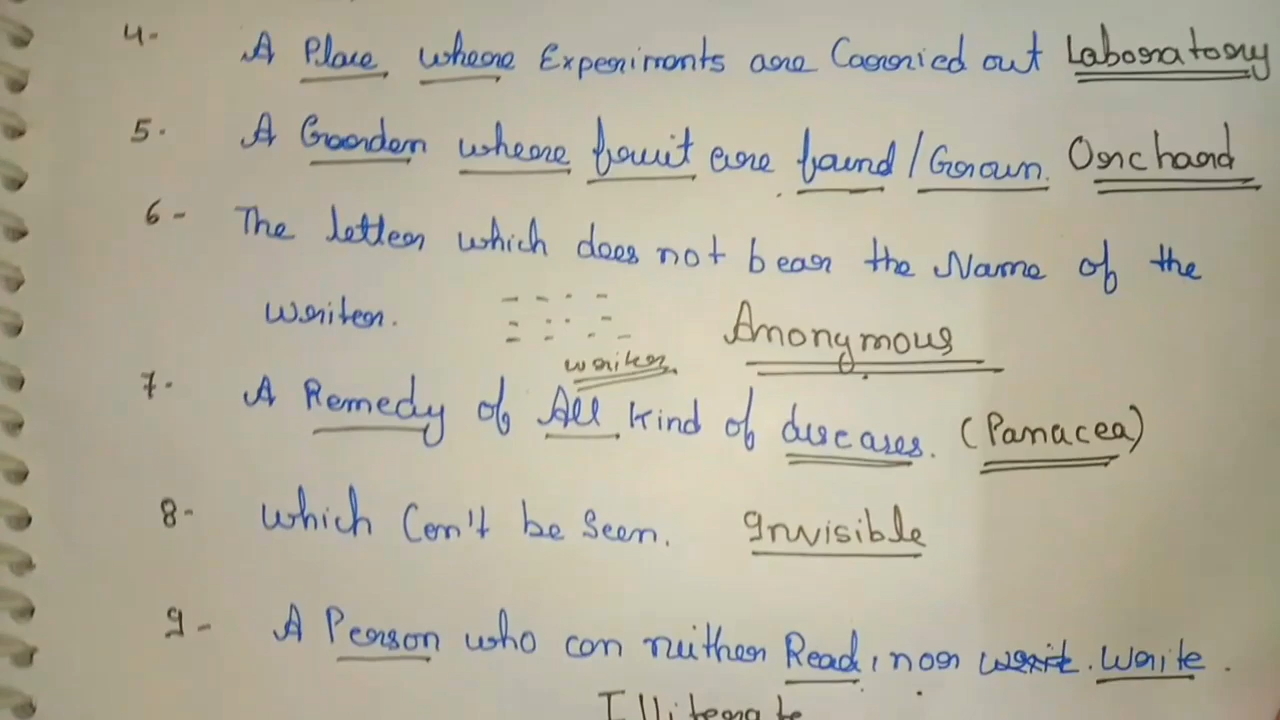 4- A Place where Experiments are Carried out Laboratory
5- A Gaarden where fruit are found/Grown. Orchard
6- The letter which does not bear the Name of the
writer. Anonymous
writer
7- A Remedy of All kind of diseases. (Panacea)
8- which Can't be Seen. Invisible
9- A Person who can neither Read, nor write. Write.
Illiterate